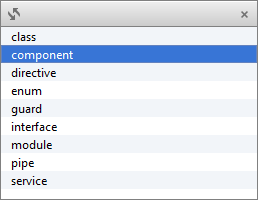 class
component
directive
enum
guard
interface
module
pipe
service